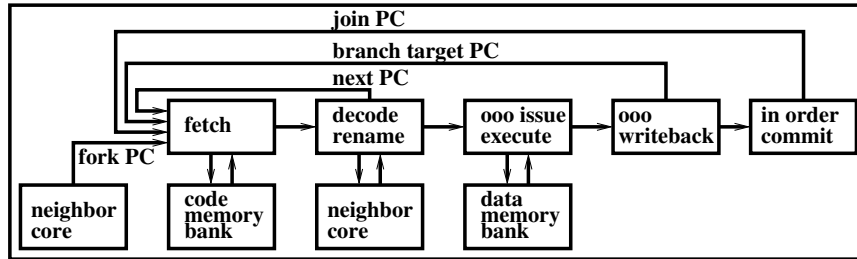 join PC
branch target PC
next PC
fetch
decode
rename
ooo issue
execute
ooo
writeback
in order
commit
fork PC
neighbor
core
code
memory
bank
neighbor
core
data
memory
bank